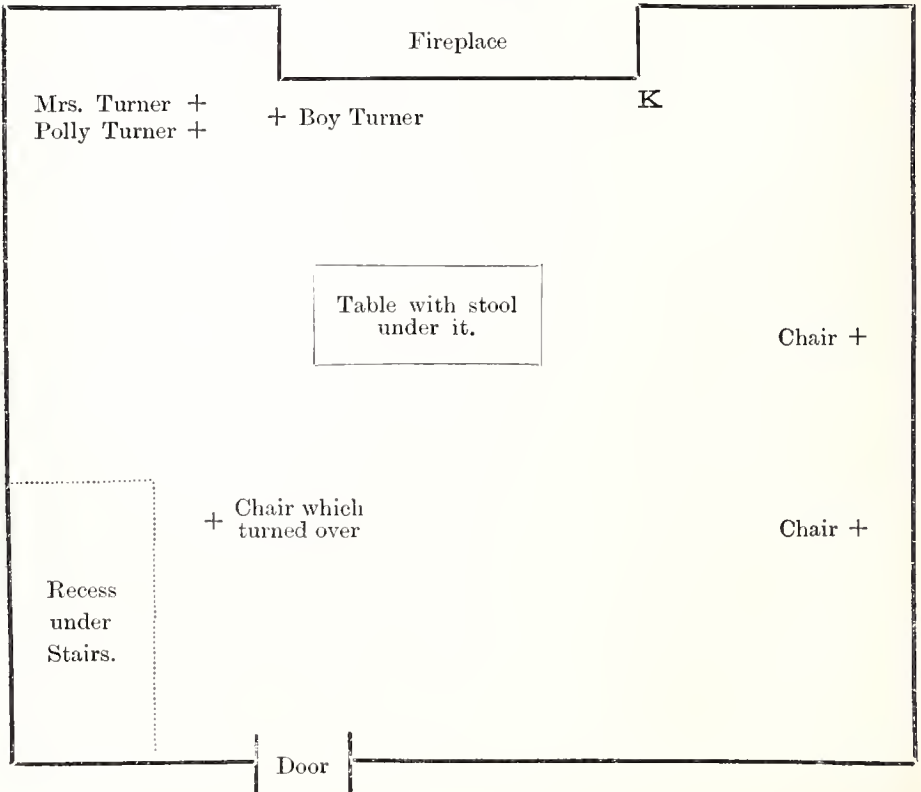 Fireplace
Mrs. Turner +
Polly Turner +
+ Boy Turner
K
Table with stool
under it.
Chair +
+ Chair which
turned over
Chair +
Recess
under
Stairs.
Door